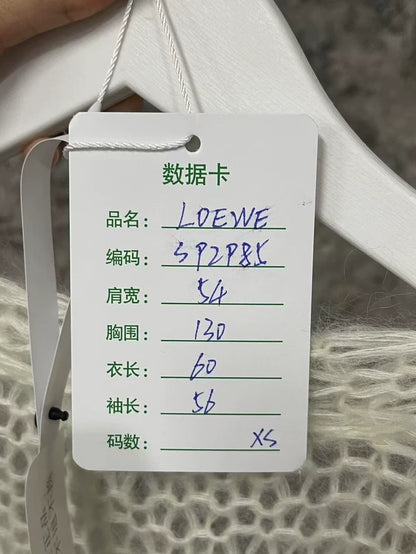 数据卡
品名: LOEWE
编码: SP2P85
肩宽: 54
胸围: 130
衣长: 60
袖长: 56
码数: XS